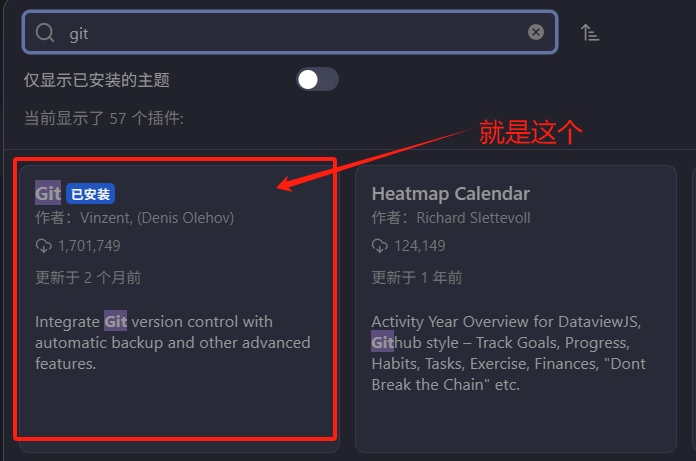 git
仅显示已安装的主题
当前显示了 57 个插件:
就是这个
Git 已安装
作者：Vinzent, (Denis Olehov)
1,701,749
更新于 2 个月前
Integrate Git version control with
automatic backup and other advanced
features.
Heatmap Calendar
作者：Richard Slettevoll
124,149
更新于 1 年前
Activity Year Overview for DataviewJS,
Github style – Track Goals, Progress,
Habits, Tasks, Exercise, Finances, "Dont
Break the Chain" etc.